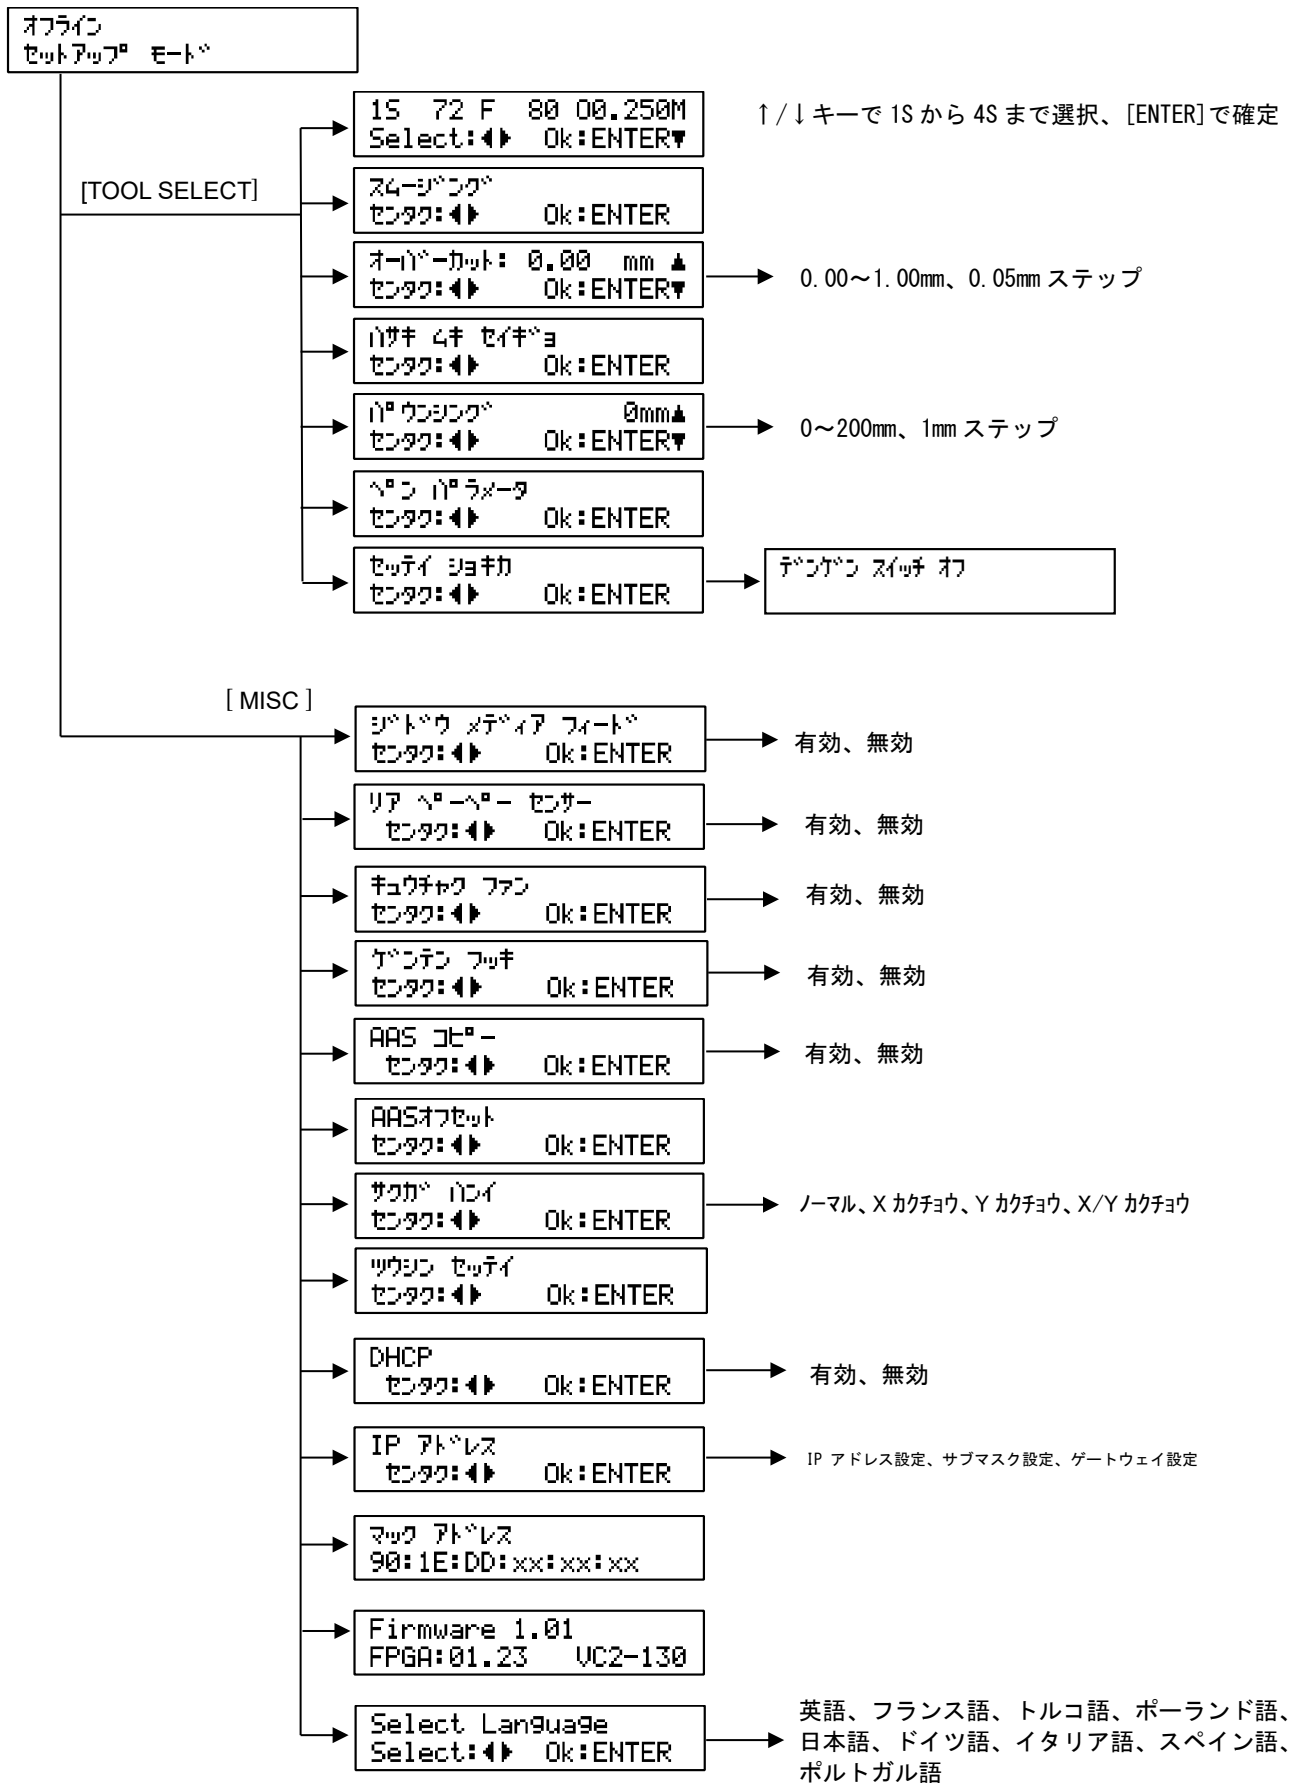 オフライン
セットアップ モード
1S 72 F 80 O0.250M
Select:◀▶ Ok:ENTER▼
↑/↓キーで 1S から 4S まで選択、[ENTER]で確定
[TOOL SELECT]
スムージング
センタク:◀▶ Ok:ENTER
オーバーカット: 0.00 mm ▲
センタク:◀▶ Ok:ENTER▼
0.00～1.00mm、0.05mm ステップ
ハサキ ムキ セイギョ
センタク:◀▶ Ok:ENTER
パウンシング 0mm▲
センタク:◀▶ Ok:ENTER▼
0～200mm、1mm ステップ
ペン パラメータ
センタク:◀▶ Ok:ENTER
セッテイ ショキカ
センタク:◀▶ Ok:ENTER
デンゲン スイッチ オフ
[ MISC ]
ジドウ メディア フィード
センタク:◀▶ Ok:ENTER
有効、無効
リア ペーペー センサー
センタク:◀▶ Ok:ENTER
有効、無効
キュウチャク ファン
センタク:◀▶ Ok:ENTER
有効、無効
ゲンテン フッキ
センタク:◀▶ Ok:ENTER
有効、無効
AAS コピー
センタク:◀▶ Ok:ENTER
有効、無効
AASオフセット
センタク:◀▶ Ok:ENTER
サクガ ハンイ
センタク:◀▶ Ok:ENTER
ノーマル、X カクチョウ、Y カクチョウ、X/Y カクチョウ
ツウシン セッテイ
センタク:◀▶ Ok:ENTER
DHCP
センタク:◀▶ Ok:ENTER
有効、無効
IP アドレス
センタク:◀▶ Ok:ENTER
IP アドレス設定、サブマスク設定、ゲートウェイ設定
マック アドレス
90:1E:DD:xx:xx:xx
Firmware 1.01
FPGA:01.23 VC2-130
Select Language
Select:◀▶ Ok:ENTER
英語、フランス語、トルコ語、ポーランド語、
日本語、ドイツ語、イタリア語、スペイン語、
ポルトガル語